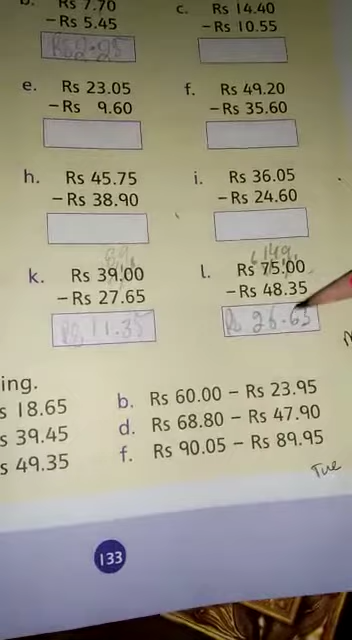 b. Rs 7.70 c. Rs 14.40
− Rs 5.45 − Rs 10.55
Rs 2.25
e. Rs 23.05 f. Rs 49.20
− Rs 9.60 − Rs 35.60
h. Rs 45.75 i. Rs 36.05
− Rs 38.90 − Rs 24.60
k. Rs 39.00 l. Rs 75.00
− Rs 27.65 − Rs 48.35
Rs 11.35 Rs 26.65
ing.
s 18.65 b. Rs 60.00 − Rs 23.95
s 39.45 d. Rs 68.80 − Rs 47.90
s 49.35 f. Rs 90.05 − Rs 89.95
Tue
133